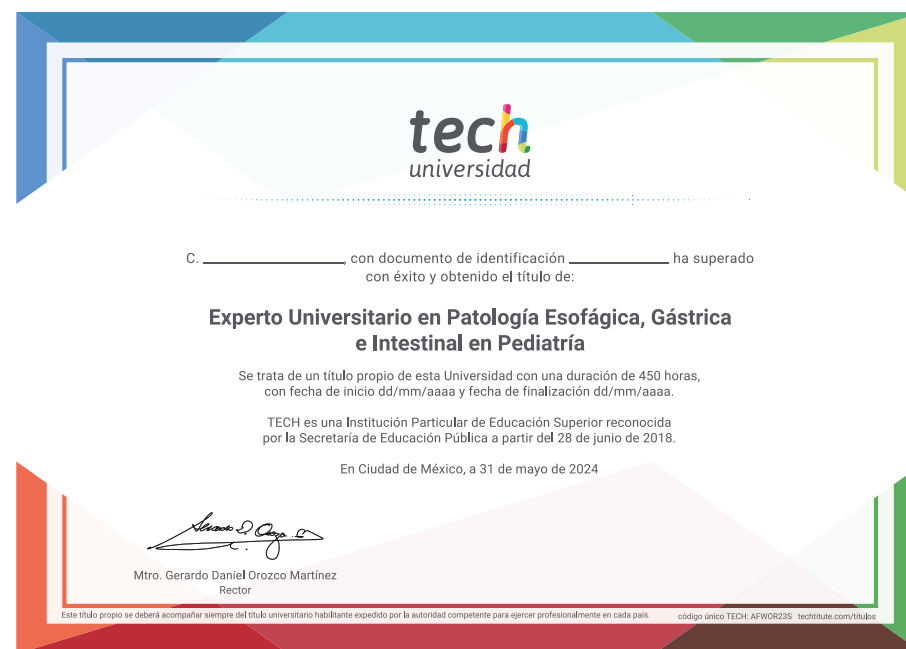 tech
universidad
C. ____________, con documento de identificación ____________ ha superado
con éxito y obtenido el título de:
Experto Universitario en Patología Esofágica, Gástrica
e Intestinal en Pediatría
Se trata de un título propio de esta Universidad con una duración de 450 horas,
con fecha de inicio dd/mm/aaaa y fecha de finalización dd/mm/aaaa.
TECH es una Institución Particular de Educación Superior reconocida
por la Secretaría de Educación Pública a partir del 28 de junio de 2018.
En Ciudad de México, a 31 de mayo de 2024
Mtro. Gerardo Daniel Orozco Martínez
Rector
Este título propio se deberá acompañar siempre del título universitario habilitante expedido por la autoridad competente para ejercer profesionalmente en cada país.
código único TECH: AFWOR23S techtitute.com/titulos